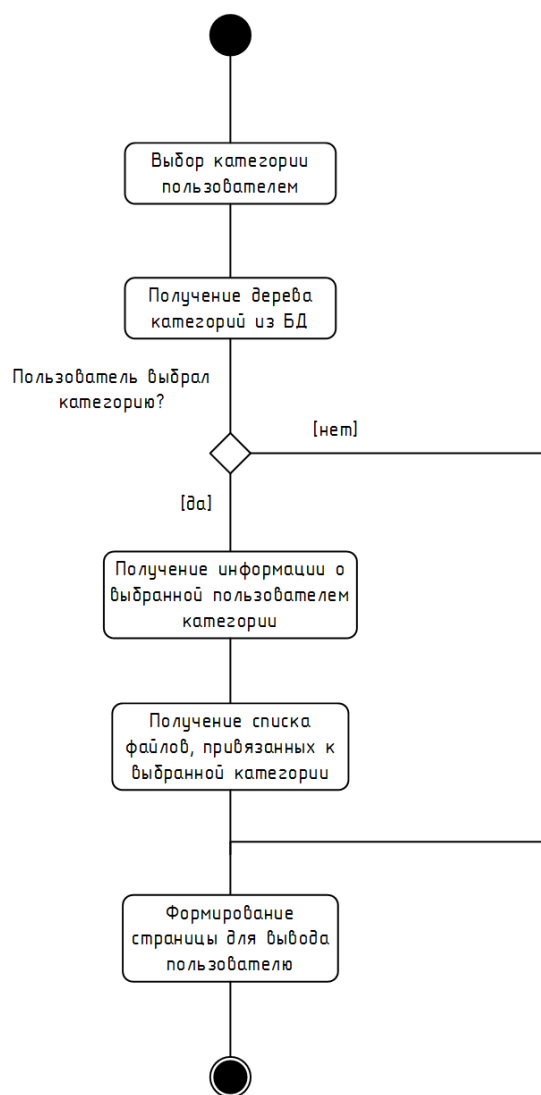 Выбор категории
пользователем
Получение дерева
категорий из БД
Пользователь выбрал
категорию?
[нет]
[да]
Получение информации о
выбранной пользователем
категории
Получение списка
файлов, привязанных к
выбранной категории
Формирование
страницы для вывода
пользователю